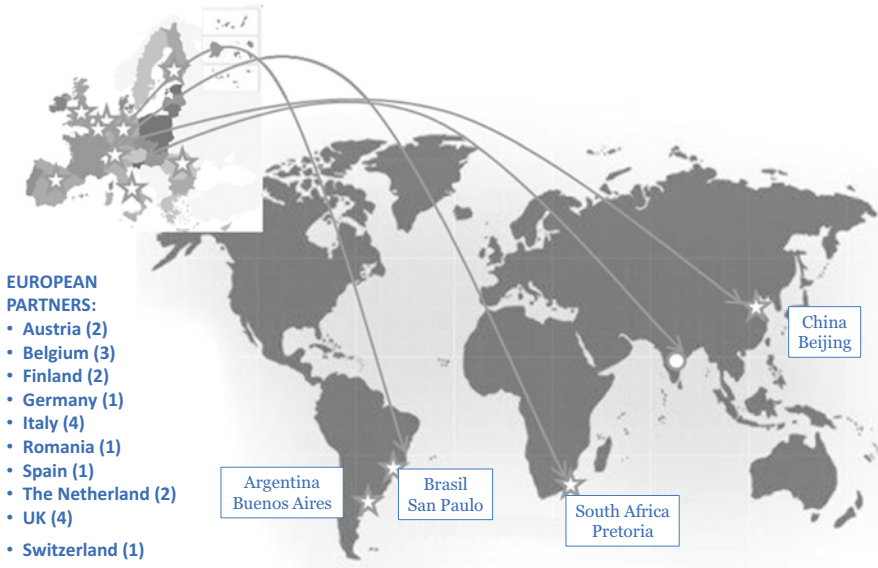 EUROPEAN
PARTNERS:
• Austria (2)
• Belgium (3)
• Finland (2)
• Germany (1)
• Italy (4)
• Romania (1)
• Spain (1)
• The Netherland (2)
• UK (4)
• Switzerland (1)
Argentina
Buenos Aires
Brasil
San Paulo
South Africa
Pretoria
China
Beijing